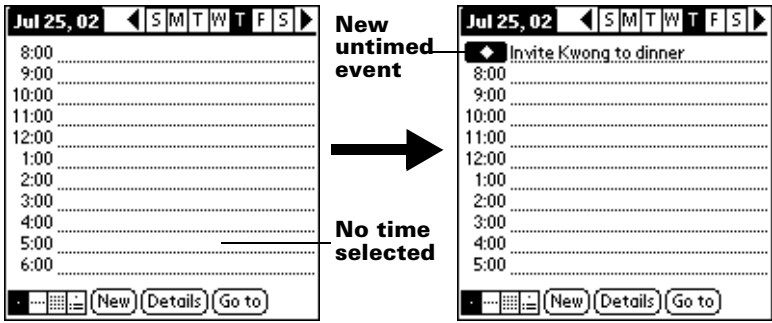 Jul 25, 02 S M T W T F S
8:00
9:00
10:00
11:00
12:00
1:00
2:00
3:00
4:00
5:00
6:00
New Details Go to
New
untimed
event
No time
selected
Jul 25, 02 S M T W T F S
Invite Kwong to dinner
8:00
9:00
10:00
11:00
12:00
1:00
2:00
3:00
4:00
5:00
New Details Go to